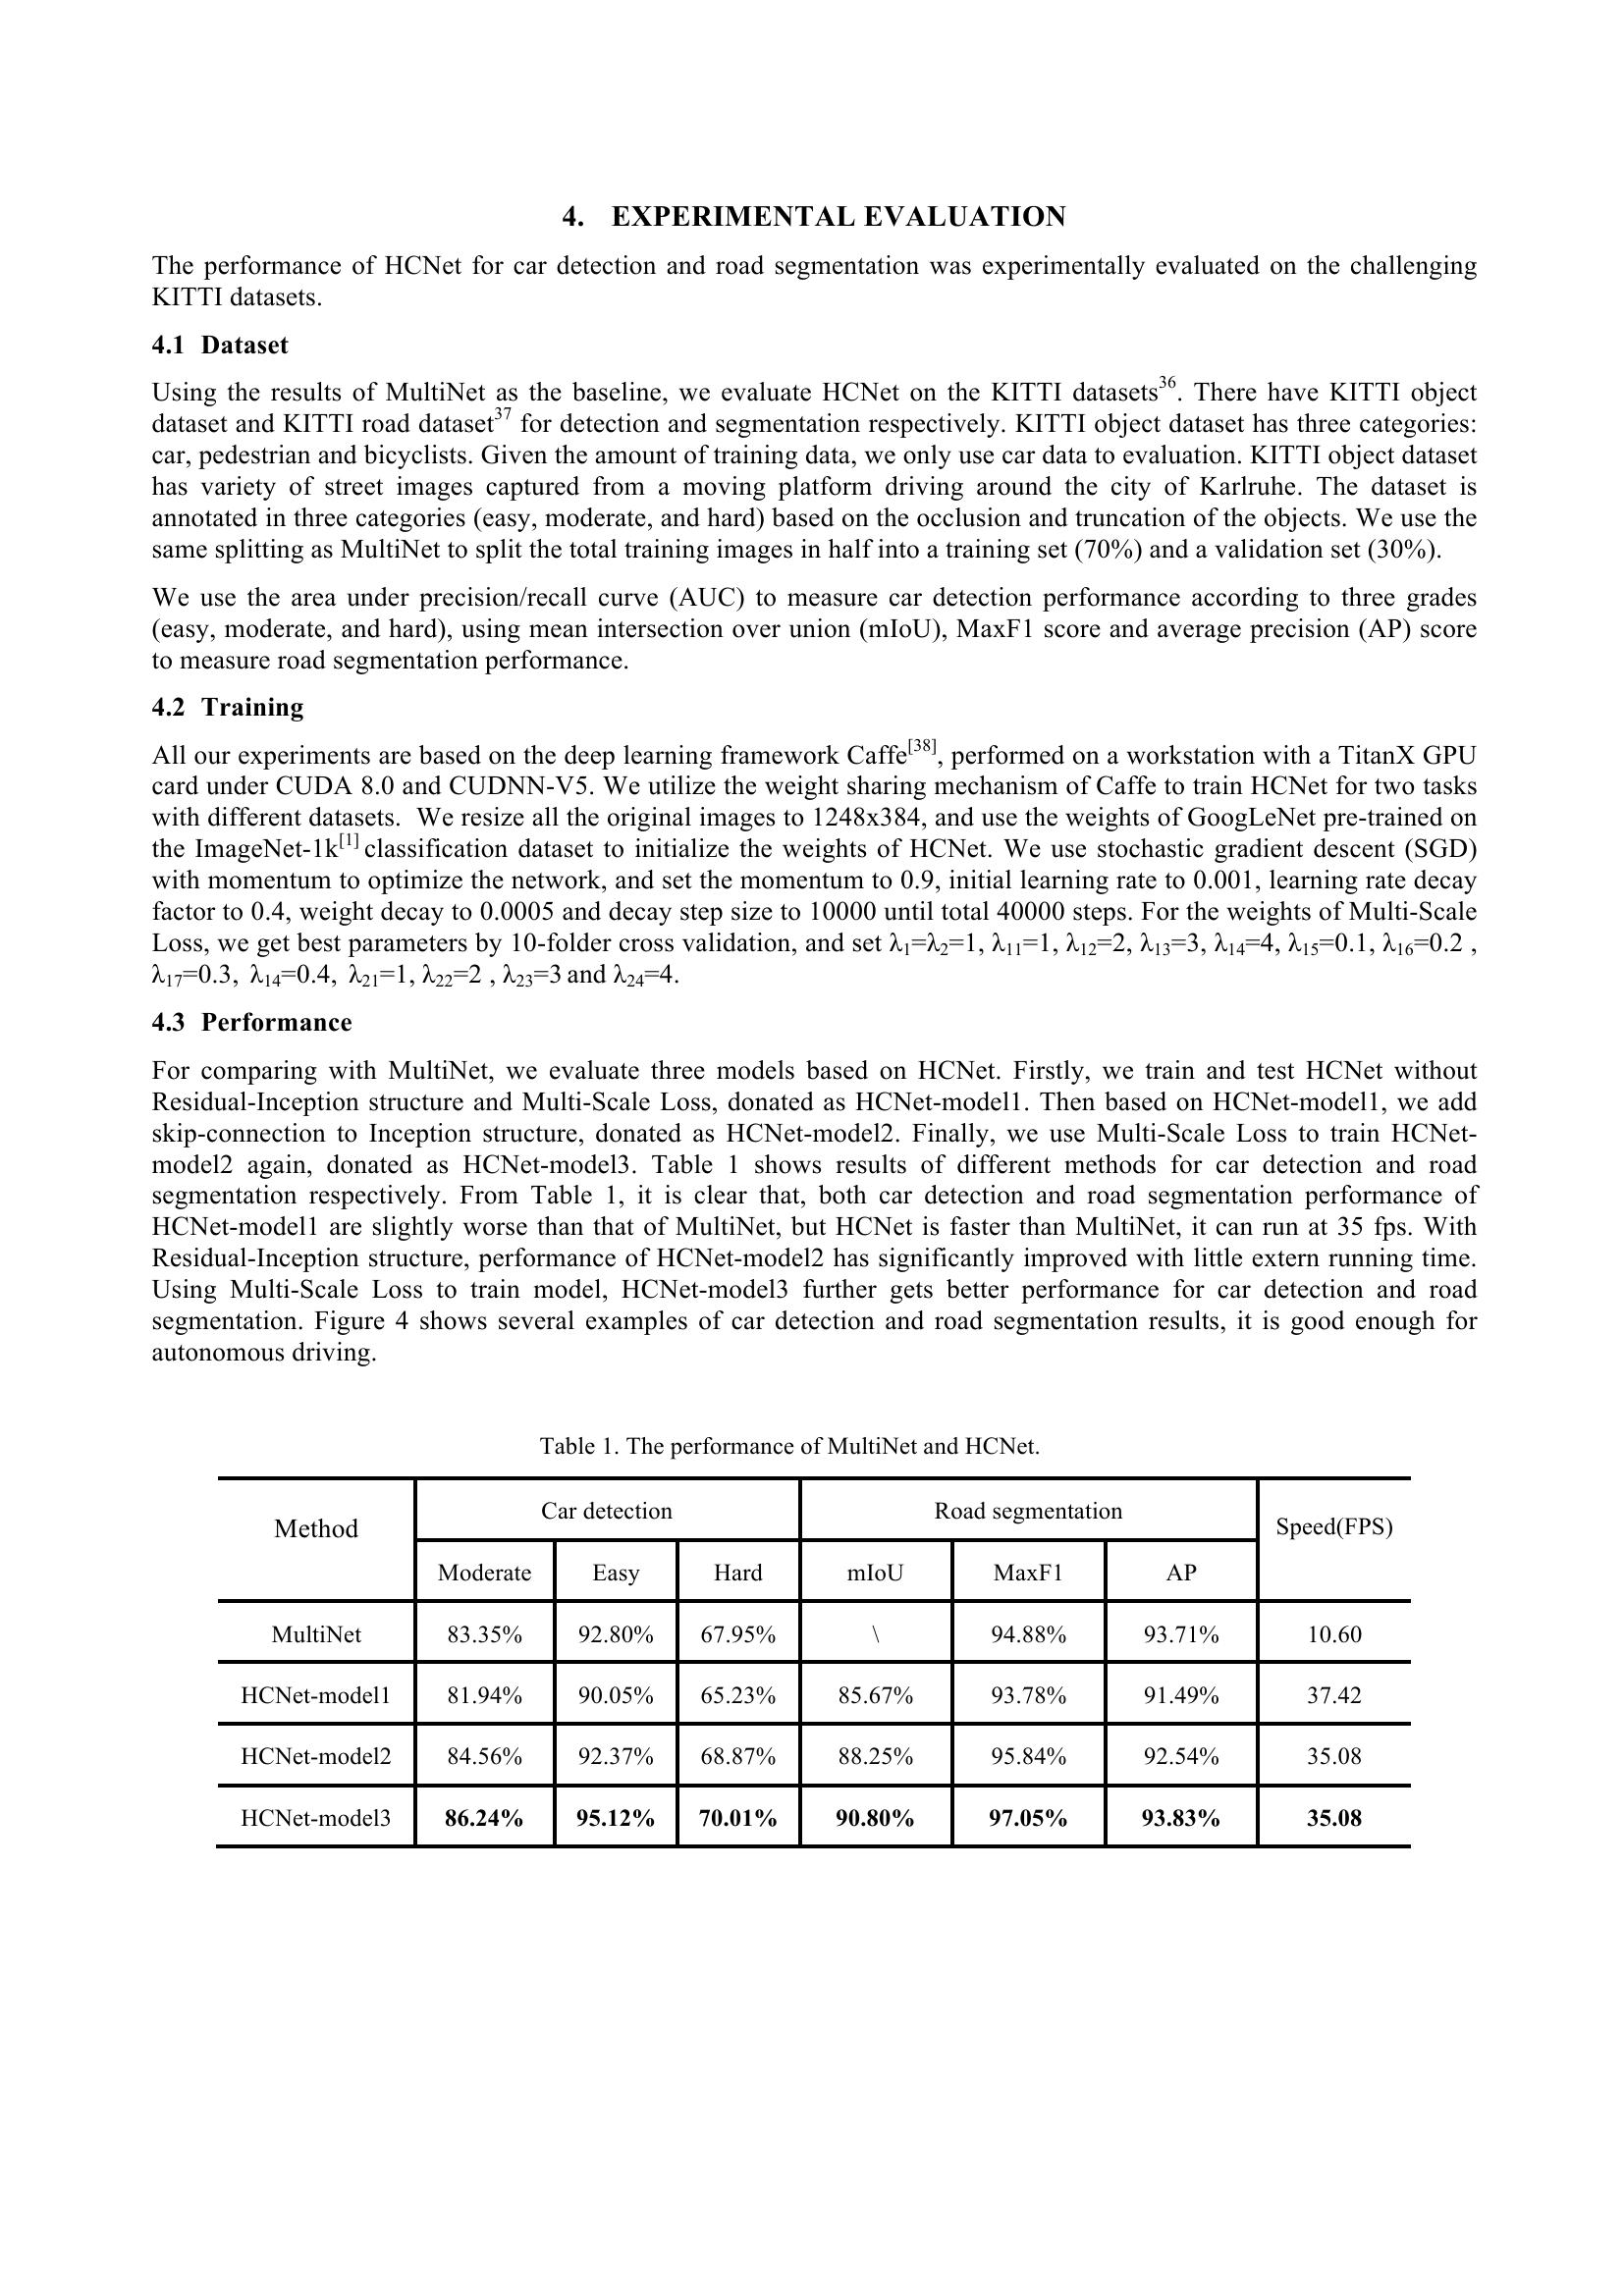 4. EXPERIMENTAL EVALUATION
The performance of HCNet for car detection and road segmentation was experimentally evaluated on the challenging
KITTI datasets.
4.1 Dataset
Using the results of MultiNet as the baseline, we evaluate HCNet on the KITTI datasets36. There have KITTI object
dataset and KITTI road dataset37 for detection and segmentation respectively. KITTI object dataset has three categories:
car, pedestrian and bicyclists. Given the amount of training data, we only use car data to evaluation. KITTI object dataset
has variety of street images captured from a moving platform driving around the city of Karlruhe. The dataset is
annotated in three categories (easy, moderate, and hard) based on the occlusion and truncation of the objects. We use the
same splitting as MultiNet to split the total training images in half into a training set (70%) and a validation set (30%).
We use the area under precision/recall curve (AUC) to measure car detection performance according to three grades
(easy, moderate, and hard), using mean intersection over union (mIoU), MaxF1 score and average precision (AP) score
to measure road segmentation performance.
4.2 Training
All our experiments are based on the deep learning framework Caffe[38], performed on a workstation with a TitanX GPU
card under CUDA 8.0 and CUDNN-V5. We utilize the weight sharing mechanism of Caffe to train HCNet for two tasks
with different datasets. We resize all the original images to 1248x384, and use the weights of GoogLeNet pre-trained on
the ImageNet-1k[1] classification dataset to initialize the weights of HCNet. We use stochastic gradient descent (SGD)
with momentum to optimize the network, and set the momentum to 0.9, initial learning rate to 0.001, learning rate decay
factor to 0.4, weight decay to 0.0005 and decay step size to 10000 until total 40000 steps. For the weights of Multi-Scale
Loss, we get best parameters by 10-folder cross validation, and set λ1=λ2=1, λ11=1, λ12=2, λ13=3, λ14=4, λ15=0.1, λ16=0.2 ,
λ17=0.3, λ14=0.4, λ21=1, λ22=2 , λ23=3 and λ24=4.
4.3 Performance
For comparing with MultiNet, we evaluate three models based on HCNet. Firstly, we train and test HCNet without
Residual-Inception structure and Multi-Scale Loss, donated as HCNet-model1. Then based on HCNet-model1, we add
skip-connection to Inception structure, donated as HCNet-model2. Finally, we use Multi-Scale Loss to train HCNet-
model2 again, donated as HCNet-model3. Table 1 shows results of different methods for car detection and road
segmentation respectively. From Table 1, it is clear that, both car detection and road segmentation performance of
HCNet-model1 are slightly worse than that of MultiNet, but HCNet is faster than MultiNet, it can run at 35 fps. With
Residual-Inception structure, performance of HCNet-model2 has significantly improved with little extern running time.
Using Multi-Scale Loss to train model, HCNet-model3 further gets better performance for car detection and road
segmentation. Figure 4 shows several examples of car detection and road segmentation results, it is good enough for
autonomous driving.
Table 1. The performance of MultiNet and HCNet.
Method Car detection Road segmentation Speed(FPS)
Moderate Easy Hard mIoU MaxF1 AP
MultiNet 83.35% 92.80% 67.95% \ 94.88% 93.71% 10.60
HCNet-model1 81.94% 90.05% 65.23% 85.67% 93.78% 91.49% 37.42
HCNet-model2 84.56% 92.37% 68.87% 88.25% 95.84% 92.54% 35.08
HCNet-model3 86.24% 95.12% 70.01% 90.80% 97.05% 93.83% 35.08